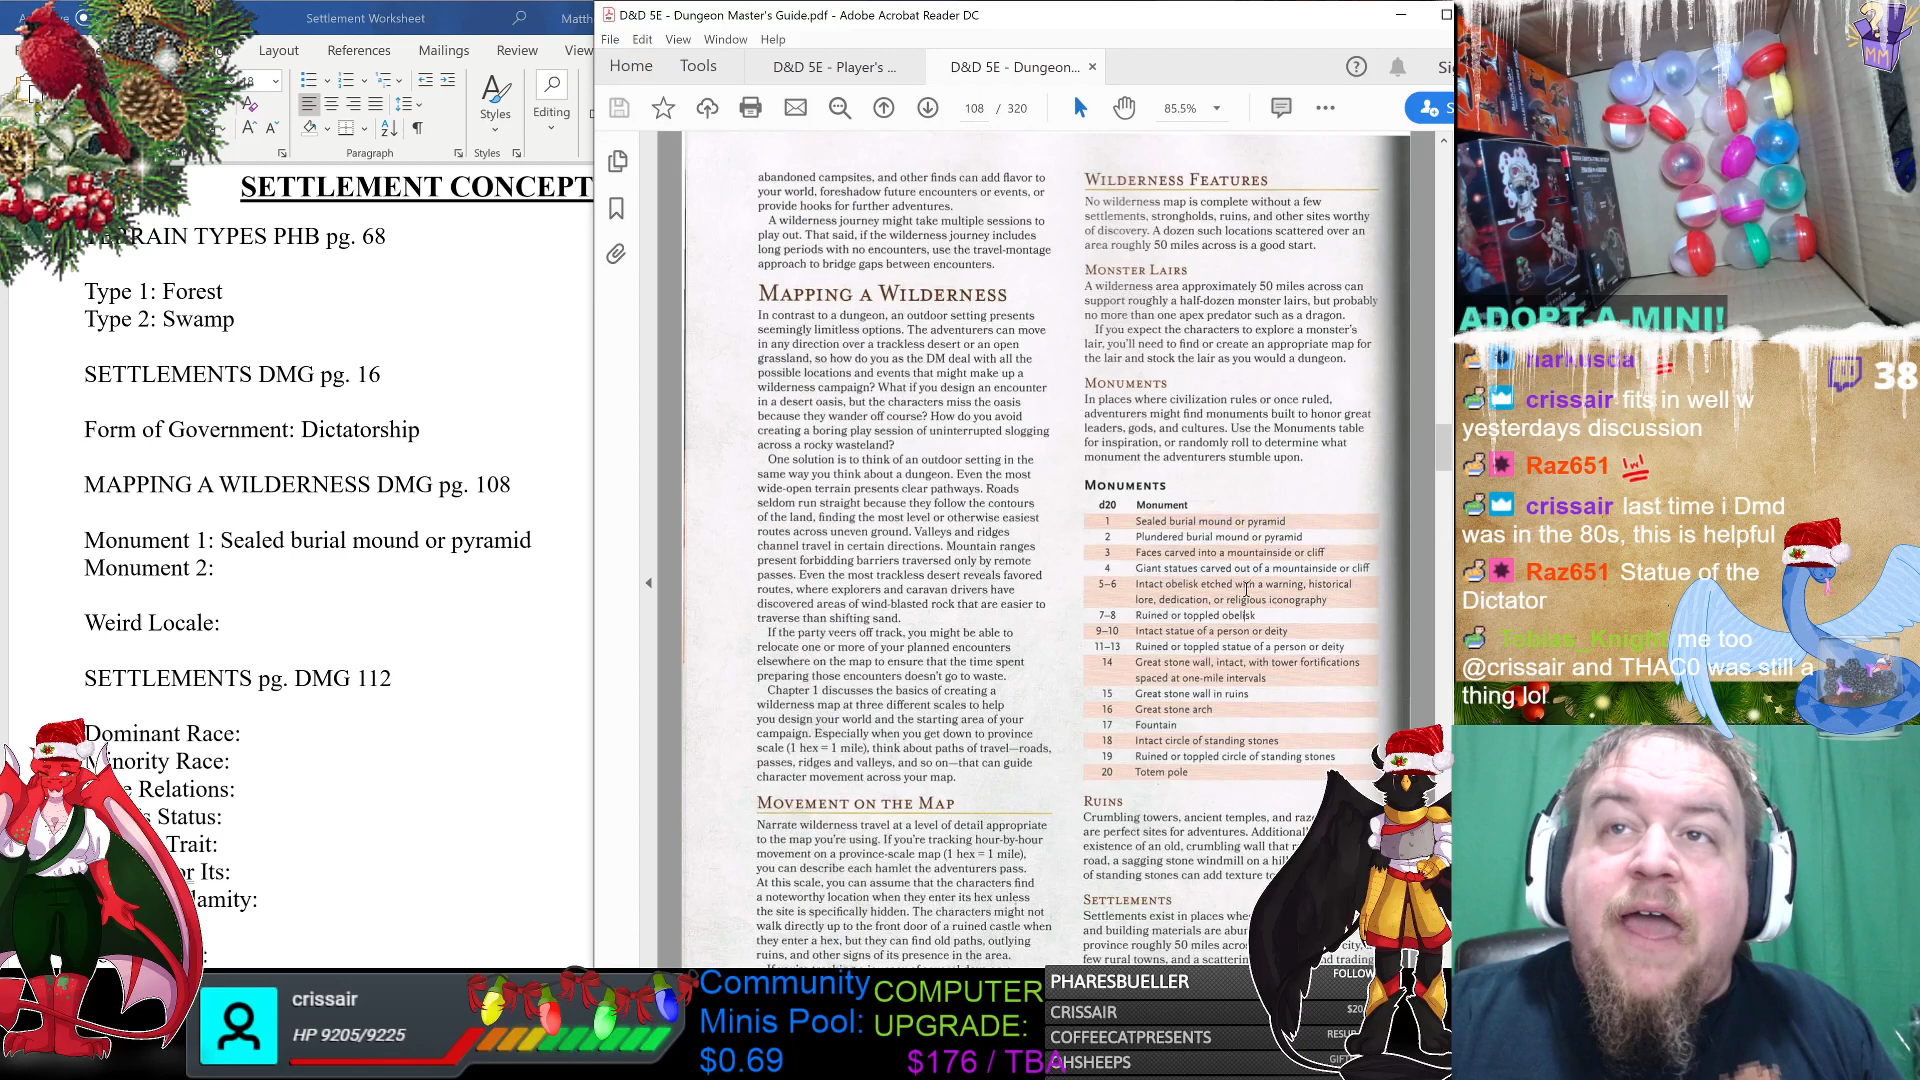 Settlement Worksheet
Matth
Layout
References
Mailings
Review
View
18
Styles
Editing
Paragraph
Styles
SETTLEMENT CONCEPT
TERRAIN TYPES PHB pg. 68
Type 1: Forest
Type 2: Swamp
SETTLEMENTS DMG pg. 16
Form of Government: Dictatorship
MAPPING A WILDERNESS DMG pg. 108
Monument 1: Sealed burial mound or pyramid
Monument 2:
Weird Locale:
SETTLEMENTS pg. DMG 112
Dominant Race:
Minority Race:
Relations:
Status:
Trait:
or Its:
lamity:
D&D 5E - Dungeon Master's Guide.pdf - Adobe Acrobat Reader DC
File Edit View Window Help
Home
Tools
D&D 5E - Player's ...
D&D 5E - Dungeon...
108 / 320
85.5%
abandoned campsites, and other finds can add flavor to
your world, foreshadow future encounters or events, or
provide hooks for further adventures.
A wilderness journey might take multiple sessions to
play out. That said, if the wilderness journey includes
long periods with no encounters, use the travel-montage
approach to bridge gaps between encounters.
MAPPING A WILDERNESS
In contrast to a dungeon, an outdoor setting presents
seemingly limitless options. The adventurers can move
in any direction over a trackless desert or an open
grassland, so how do you as the DM deal with all the
possible locations and events that might make up a
wilderness campaign? What if you design an encounter
in a desert oasis, but the characters miss the oasis
because they wander off course? How do you avoid
creating a boring play session of uninterrupted slogging
across a rocky wasteland?
One solution is to think of an outdoor setting in the
same way you think about a dungeon. Even the most
wide-open terrain presents clear pathways. Roads
seldom run straight because they follow the contours
of the land, finding the most level or otherwise easiest
routes across uneven ground. Valleys and ridges
channel travel in certain directions. Mountain ranges
present forbidding barriers traversed only by remote
passes. Even the most trackless desert reveals favored
routes, where explorers and caravan drivers have
discovered areas of wind-blasted rock that are easier to
traverse than shifting sand.
If the party veers off track, you might be able to
relocate one or more of your planned encounters
elsewhere on the map to ensure that the time spent
preparing those encounters doesn't go to waste.
Chapter 1 discusses the basics of creating a
wilderness map at three different scales to help
you design your world and the starting area of your
campaign. Especially when you get down to province
scale (1 hex = 1 mile), think about paths of travel—roads,
passes, ridges and valleys, and so on—that can guide
character movement across your map.
MOVEMENT ON THE MAP
Narrate wilderness travel at a level of detail appropriate
to the map you're using. If you're tracking hour-by-hour
movement on a province-scale map (1 hex = 1 mile),
you can describe each hamlet the adventurers pass.
At this scale, you can assume that the characters find
a noteworthy location when they enter its hex unless
the site is specifically hidden. The characters might not
walk directly up to the front door of a ruined castle when
they enter a hex, but they can find old paths, outlying
ruins, and other signs of its presence in the area.
WILDERNESS FEATURES
No wilderness map is complete without a few
settlements, strongholds, ruins, and other sites worthy
of discovery. A dozen such locations scattered over an
area roughly 50 miles across is a good start.
MONSTER LAIRS
A wilderness area approximately 50 miles across can
support roughly a half-dozen monster lairs, but probably
no more than one apex predator such as a dragon.
If you expect the characters to explore a monster's
lair, you'll need to find or create an appropriate map for
the lair and stock the lair as you would a dungeon.
MONUMENTS
In places where civilization rules or once ruled,
adventurers might find monuments built to honor great
leaders, gods, and cultures. Use the Monuments table
for inspiration, or randomly roll to determine what
monument the adventurers stumble upon.
MONUMENTS
d20 Monument
1 Sealed burial mound or pyramid
2 Plundered burial mound or pyramid
3 Faces carved into a mountainside or cliff
4 Giant statues carved out of a mountainside or cliff
5–6 Intact obelisk etched with a warning, historical
lore, dedication, or religious iconography
7–8 Ruined or toppled obelisk
9–10 Intact statue of a person or deity
11–13 Ruined or toppled statue of a person or deity
14 Great stone wall, intact, with tower fortifications
spaced at one-mile intervals
15 Great stone wall in ruins
16 Great stone arch
17 Fountain
18 Intact circle of standing stones
19 Ruined or toppled circle of standing stones
20 Totem pole
RUINS
Crumbling towers, ancient temples, and raz
are perfect sites for adventures. Additional
existence of an old, crumbling wall that r
road, a sagging stone windmill on a hil
of standing stones can add texture to
SETTLEMENTS
Settlements exist in places whe
and building materials are abun
province roughly 50 miles acros city,
few rural towns, and a scattering d trading
ADOPT-A-MINI!
38
narkusda
crissair fits in well w
yesterdays discussion
Raz651
crissair last time i Dmd
was in the 80s, this is helpful
Raz651 Statue of the
Dictator
Tobias_Knight me too
@crissair and THAC0 was still a
thing lol
crissair
HP 9205/9225
Community
Minis Pool:
$0.69
COMPUTER
UPGRADE:
$176 / TBA
PHARESBUELLER FOLLOW
CRISSAIR $20
COFFEECATPRESENTS RESU
OHSHEEPS GIFT